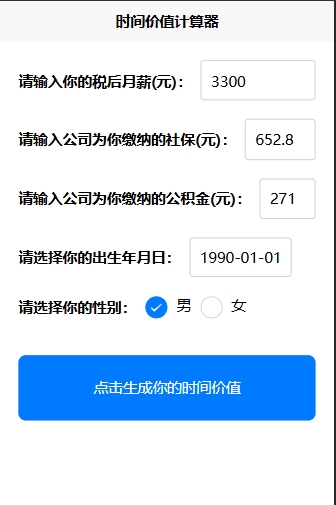 时间价值计算器
请输入你的税后月薪(元)： 3300
请输入公司为你缴纳的社保(元)： 652.8
请输入公司为你缴纳的公积金(元)： 271
请选择你的出生年月日： 1990-01-01
请选择你的性别： 男 女
点击生成你的时间价值